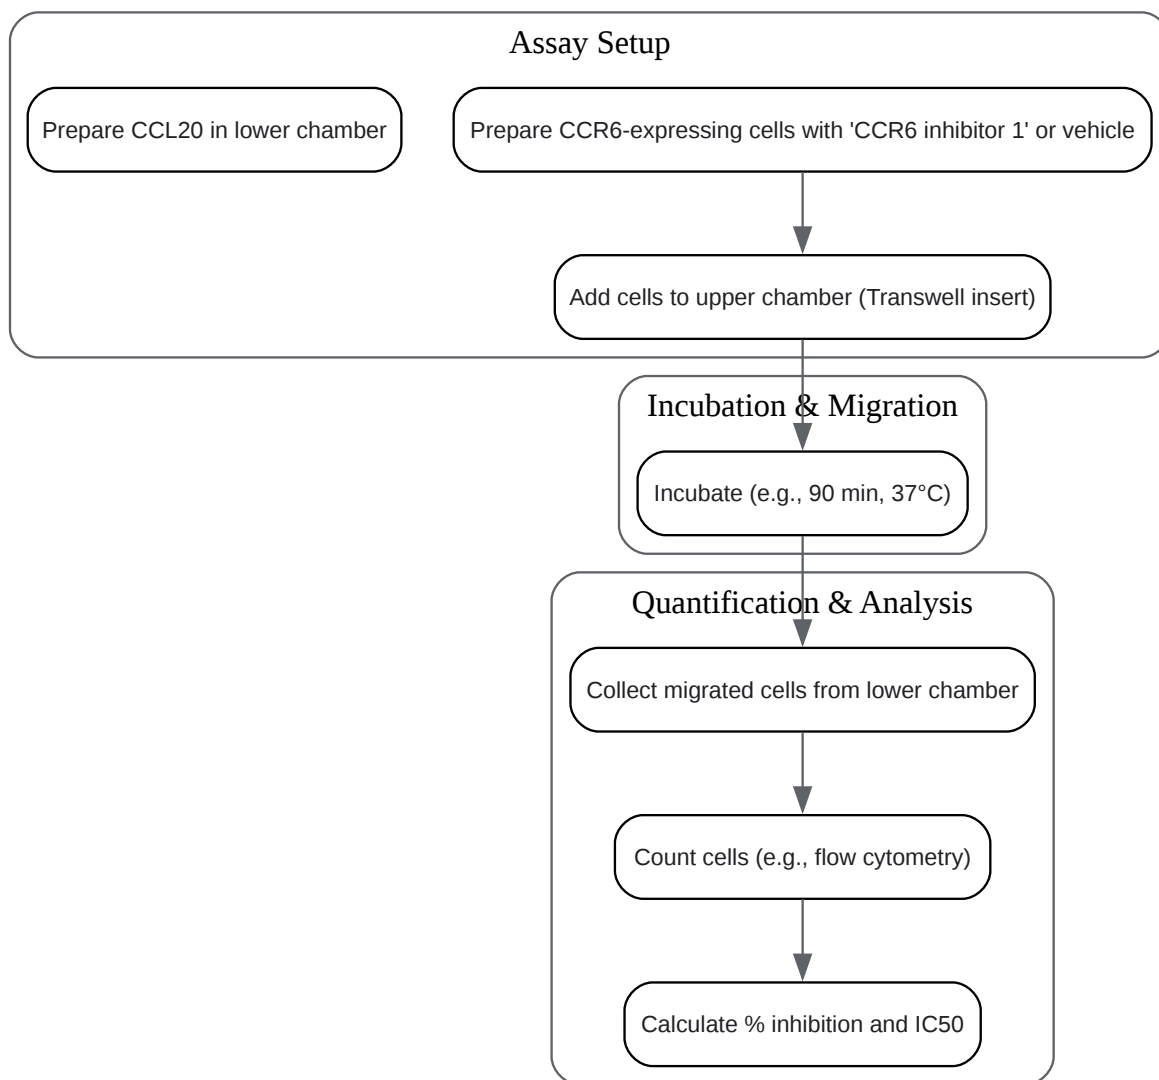 Assay Setup
Prepare CCL20 in lower chamber
Prepare CCR6-expressing cells with 'CCR6 inhibitor 1' or vehicle
Add cells to upper chamber (Transwell insert)
Incubation & Migration
Incubate (e.g., 90 min, 37°C)
Quantification & Analysis
Collect migrated cells from lower chamber
Count cells (e.g., flow cytometry)
Calculate % inhibition and IC50